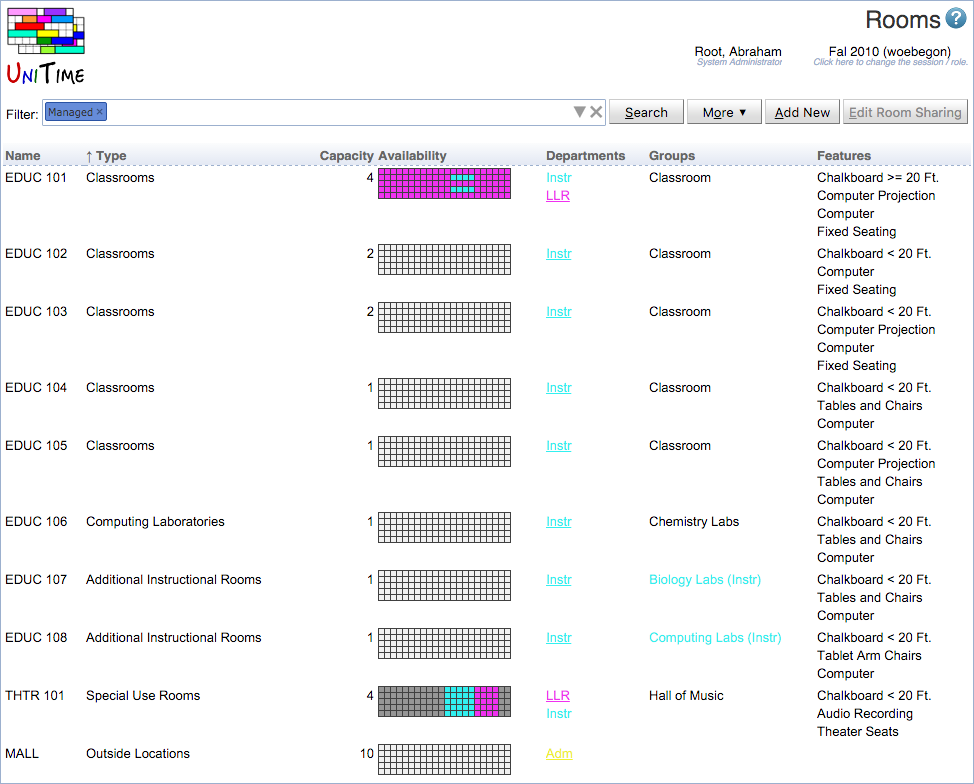 Rooms ?
UNITIME
Root, Abraham Fal 2010 (woebegon)
System Administrator Click here to change the session / role.
Filter: Managed × Search More ▼ Add New Edit Room Sharing
Name ↑ Type Capacity Availability Departments Groups Features
EDUC 101 Classrooms 4 Instr Classroom Chalkboard >= 20 Ft.
LLR Computer Projection
Computer
Fixed Seating
EDUC 102 Classrooms 2 Instr Classroom Chalkboard < 20 Ft.
Computer
Fixed Seating
EDUC 103 Classrooms 2 Instr Classroom Chalkboard < 20 Ft.
Computer Projection
Computer
Fixed Seating
EDUC 104 Classrooms 1 Instr Classroom Chalkboard < 20 Ft.
Tables and Chairs
Computer
EDUC 105 Classrooms 1 Instr Classroom Chalkboard < 20 Ft.
Computer Projection
Tables and Chairs
Computer
EDUC 106 Computing Laboratories 1 Instr Chemistry Labs Chalkboard < 20 Ft.
Tables and Chairs
Computer
EDUC 107 Additional Instructional Rooms 1 Instr Biology Labs (Instr) Chalkboard < 20 Ft.
Tables and Chairs
Computer
EDUC 108 Additional Instructional Rooms 1 Instr Computing Labs (Instr) Chalkboard < 20 Ft.
Tablet Arm Chairs
Computer
THTR 101 Special Use Rooms 4 LLR Hall of Music Chalkboard < 20 Ft.
Instr Audio Recording
Theater Seats
MALL Outside Locations 10 Adm